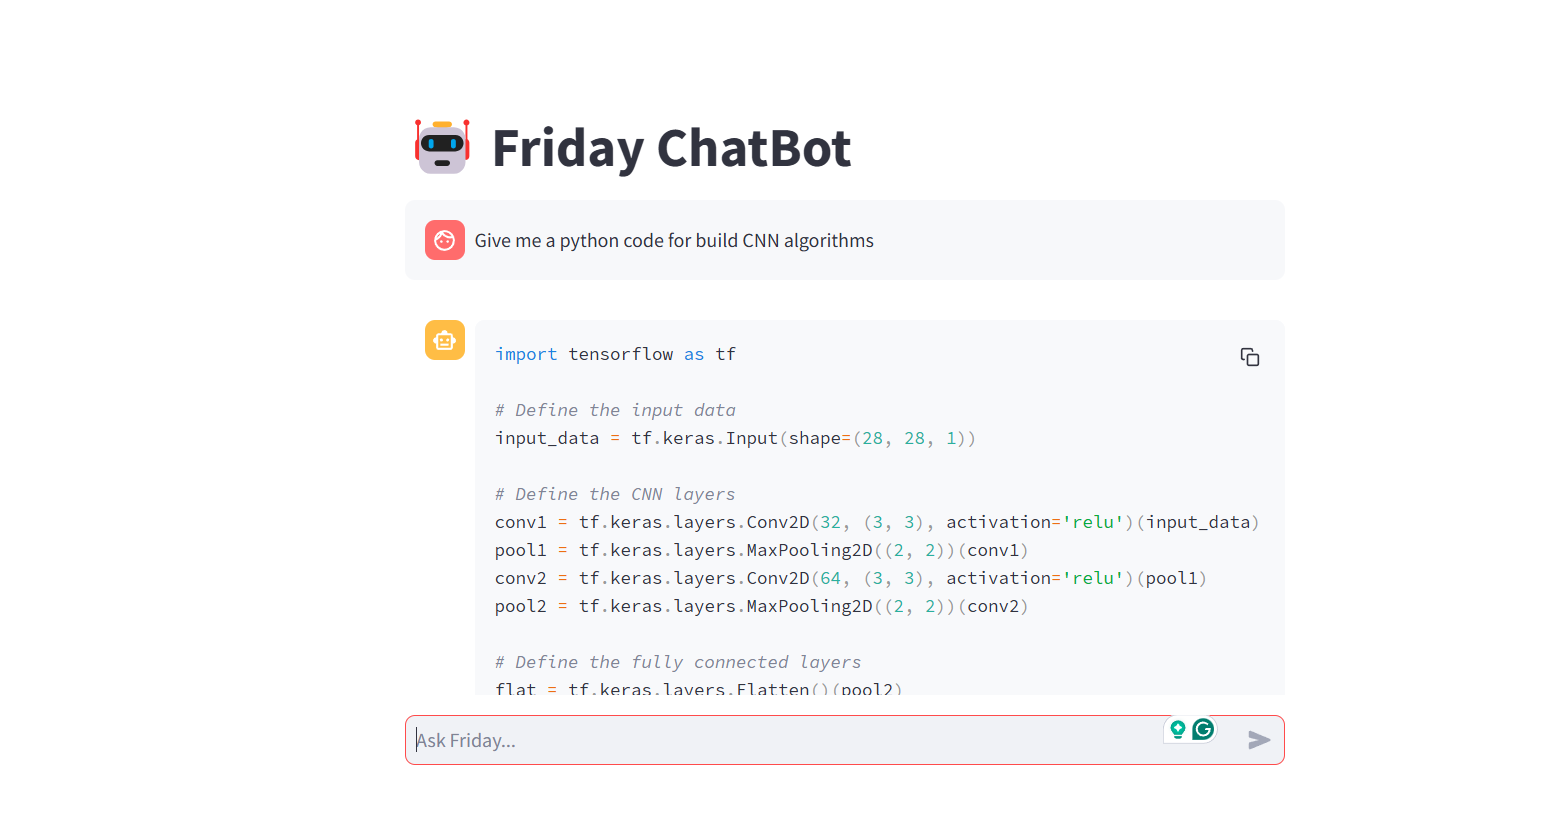 Friday ChatBot
Give me a python code for build CNN algorithms
import tensorflow as tf
# Define the input data
input_data = tf.keras.Input(shape=(28, 28, 1))
# Define the CNN layers
conv1 = tf.keras.layers.Conv2D(32, (3, 3), activation='relu')(input_data)
pool1 = tf.keras.layers.MaxPooling2D((2, 2))(conv1)
conv2 = tf.keras.layers.Conv2D(64, (3, 3), activation='relu')(pool1)
pool2 = tf.keras.layers.MaxPooling2D((2, 2))(conv2)
# Define the fully connected layers
flat = tf.keras.layers.Flatten()(pool2)
Ask Friday...